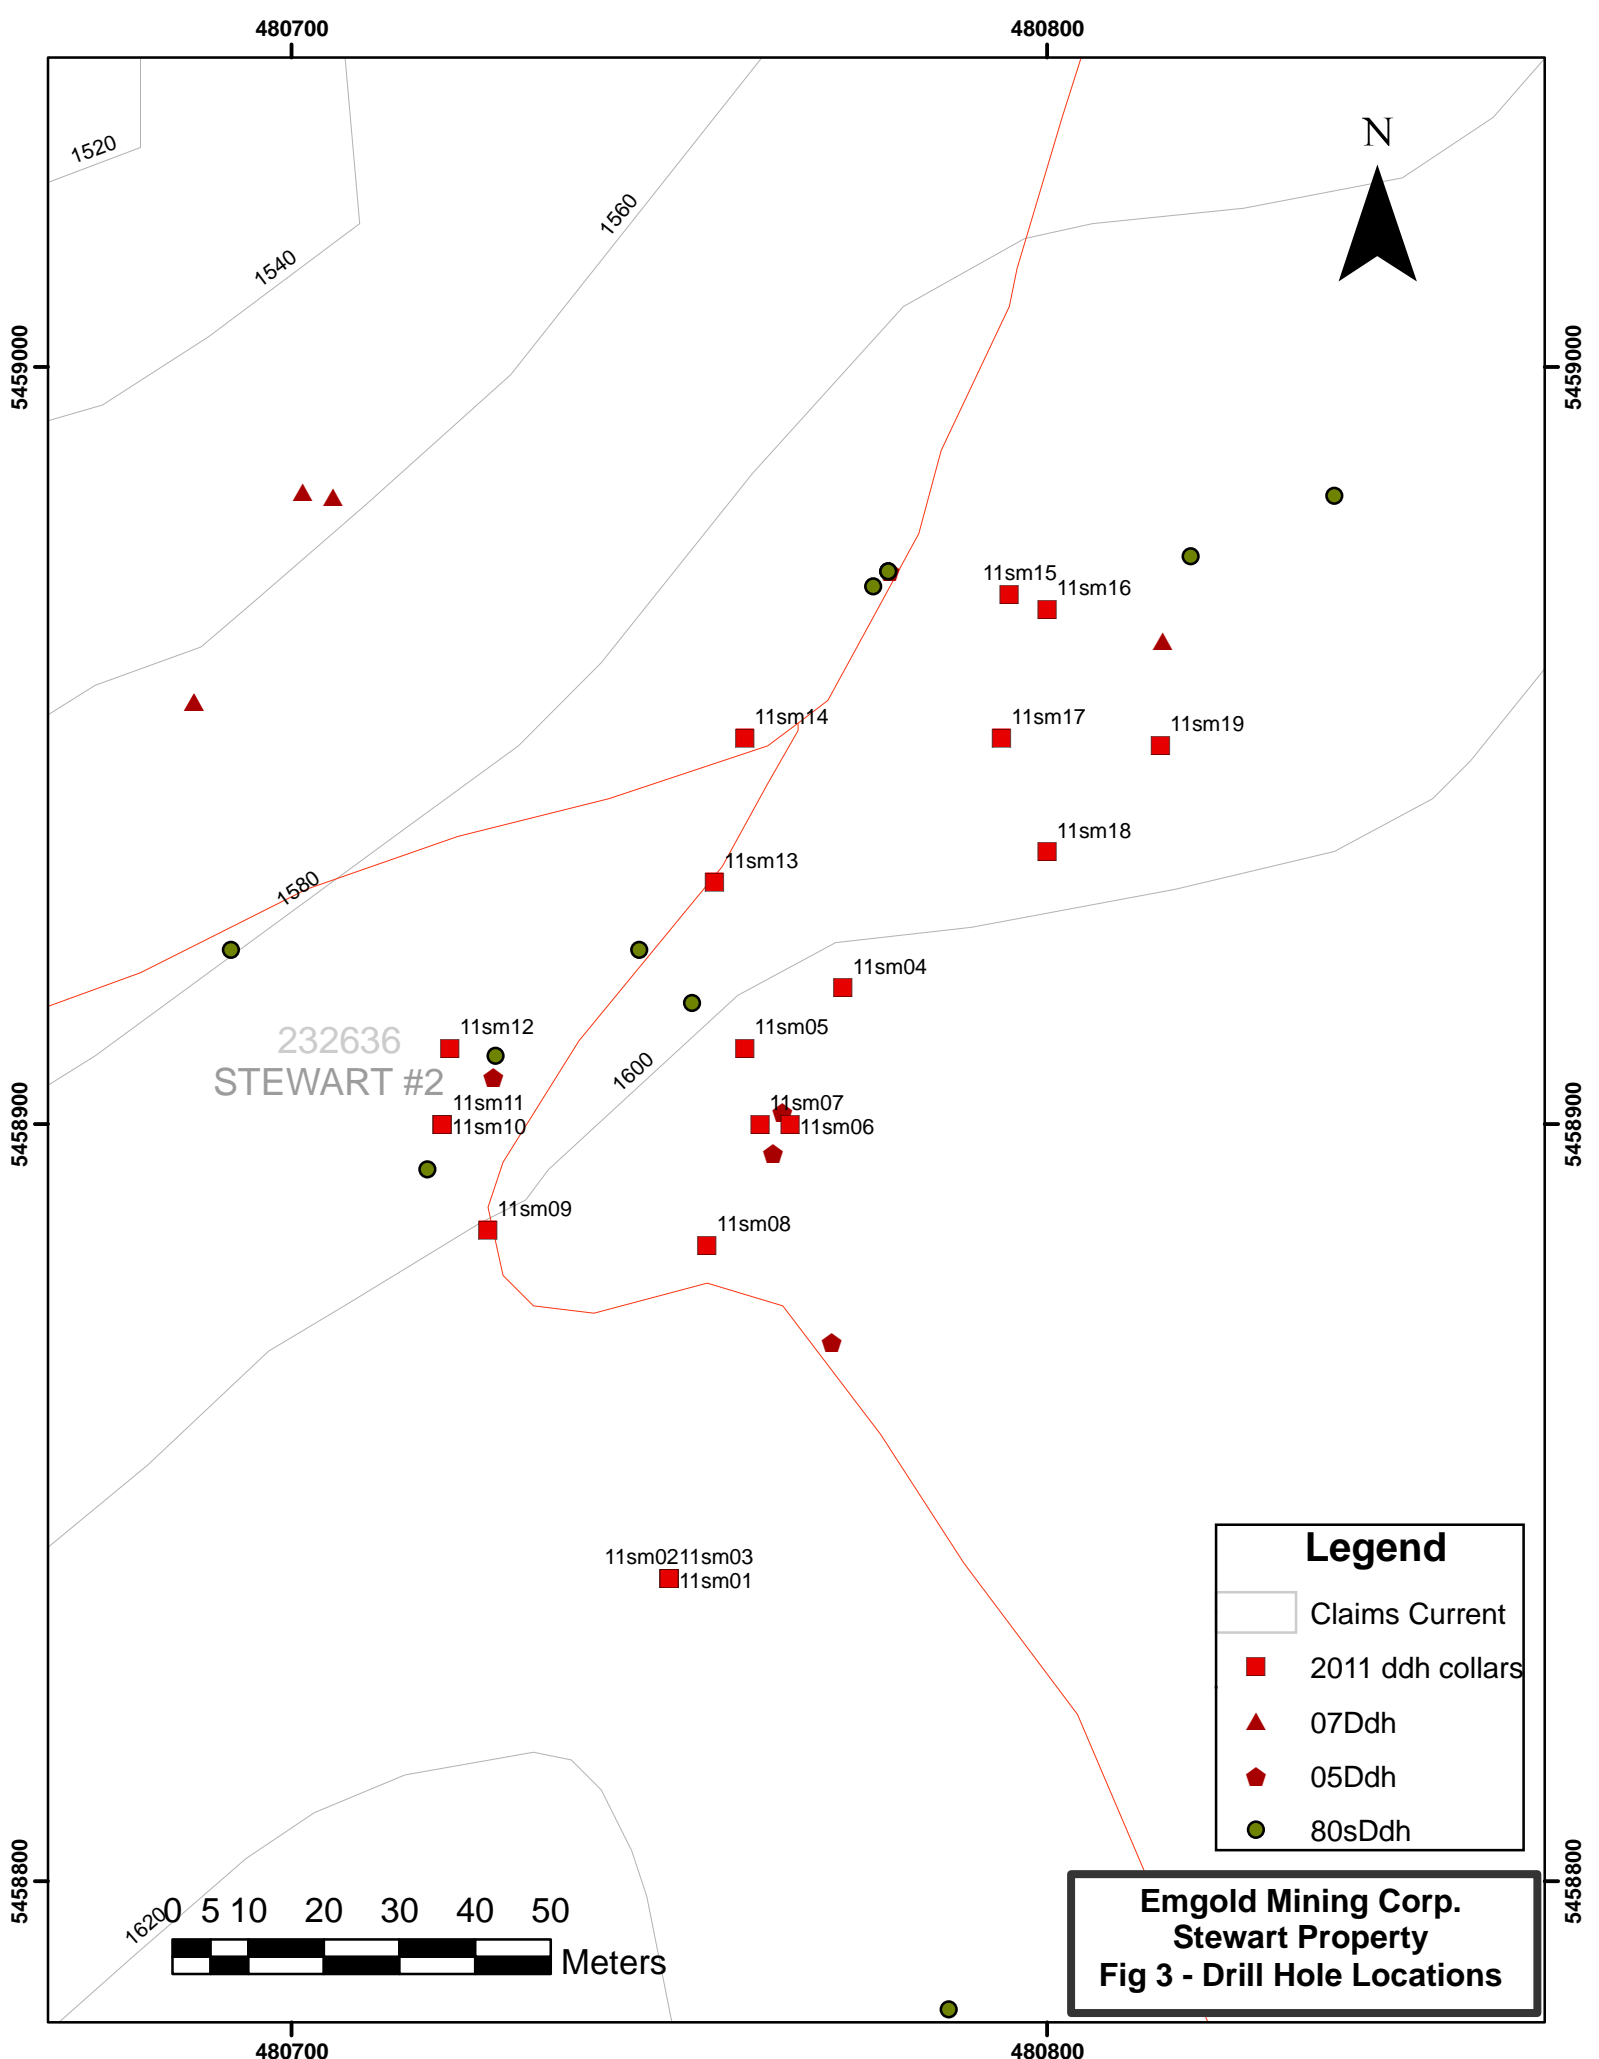 480700 480800
1520
N
1560
1540
5459000 5459000
11sm15
11sm16
11sm14 11sm17 11sm19
11sm18
11sm13
1580
11sm04
11sm12 11sm05
232636
STEWART #2
1600
11sm11 11sm07
11sm10 11sm06
5458900 5458900
11sm09
11sm08
11sm02 11sm03
11sm01
Legend
Claims Current
2011 ddh collars
07Ddh
05Ddh
80sDdh
5458800 5458800
1620
0 5 10 20 30 40 50
Meters
Emgold Mining Corp.
Stewart Property
Fig 3 - Drill Hole Locations
480700 480800